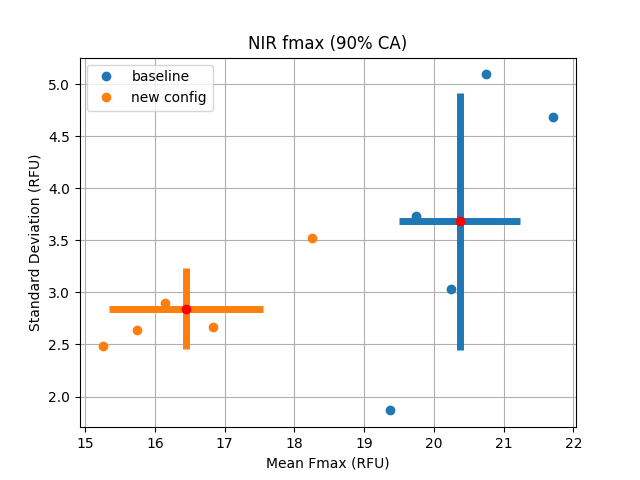 NIR fmax (90% CA)
baseline
new config
Standard Deviation (RFU)
5.0
4.5
4.0
3.5
3.0
2.5
2.0
15 16 17 18 19 20 21 22
Mean Fmax (RFU)